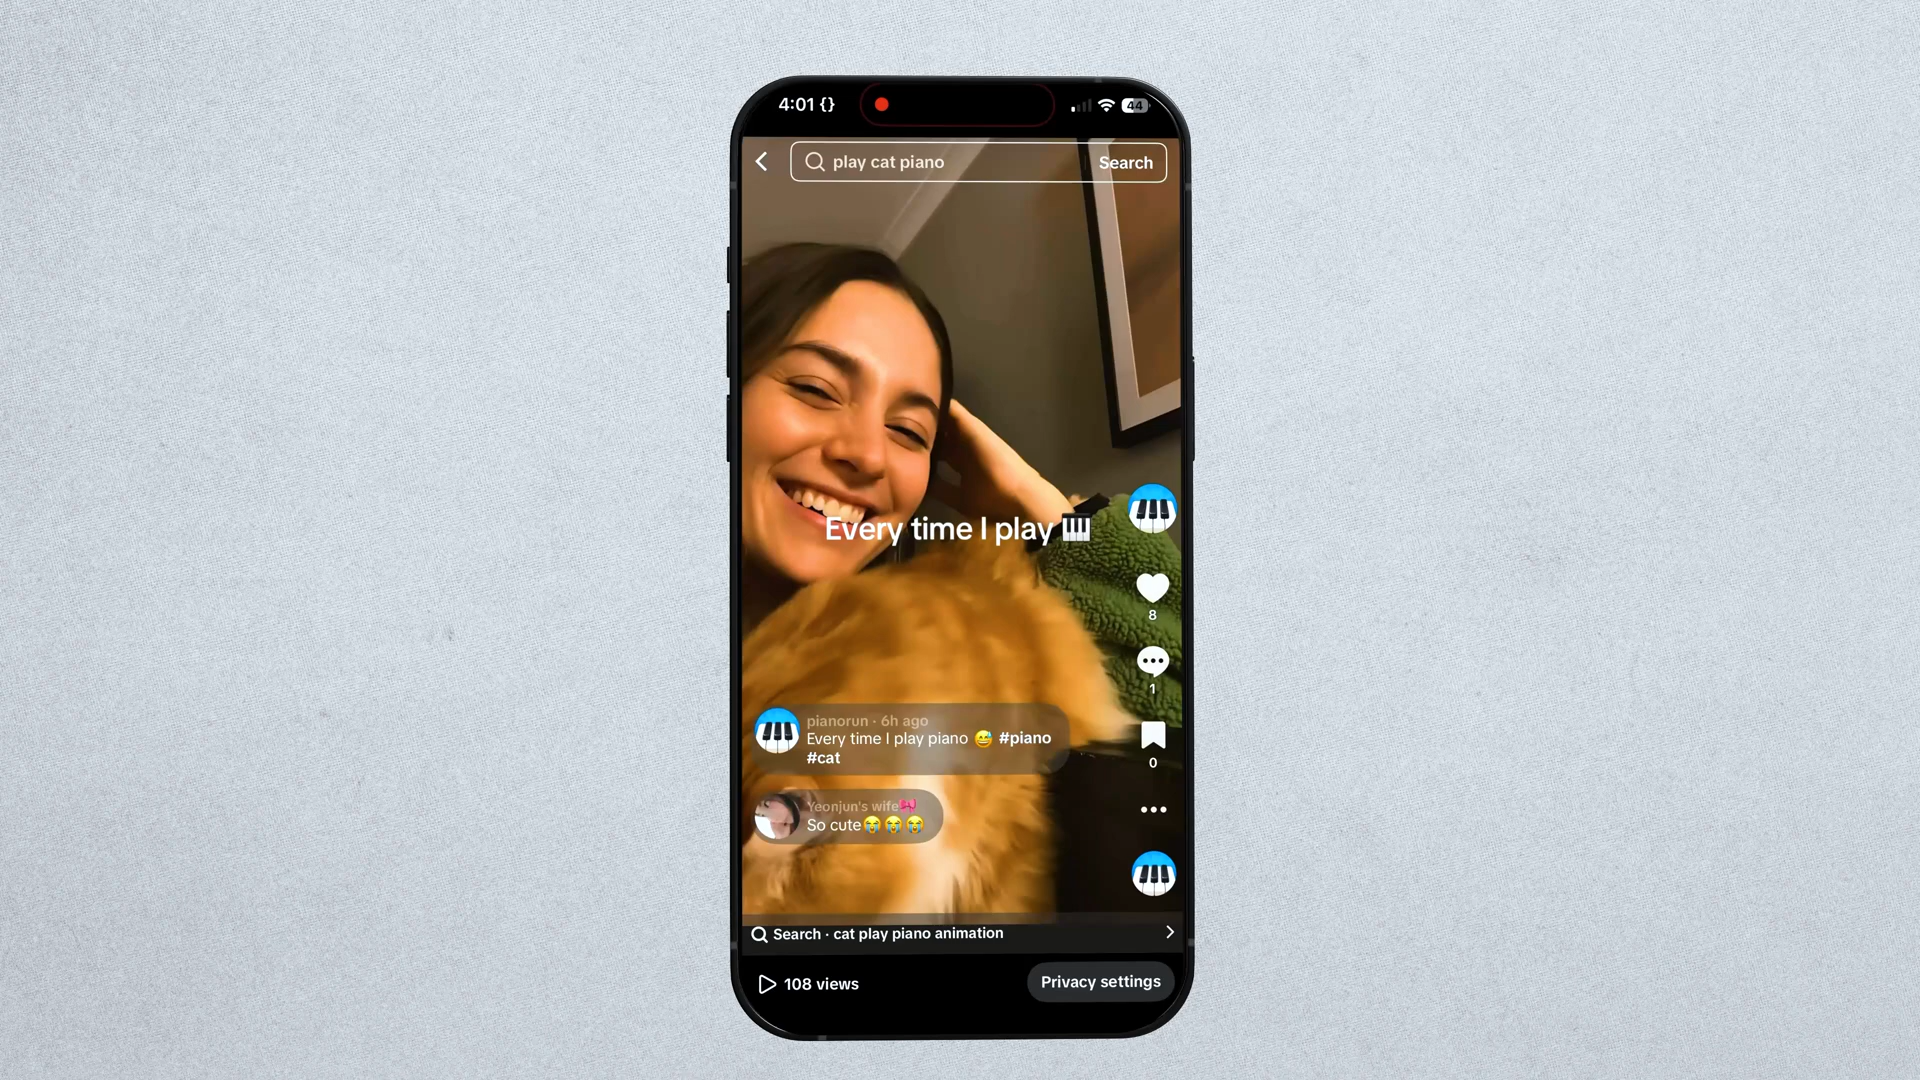 4:01 {}
44
play cat piano
Search
Every time I play 🎹
8
1
0
pianorun · 6h ago
Every time I play piano 😅 #piano
#cat
Yeonjun's wife🎀
So cute😭😭😭
Search · cat play piano animation
108 views
Privacy settings